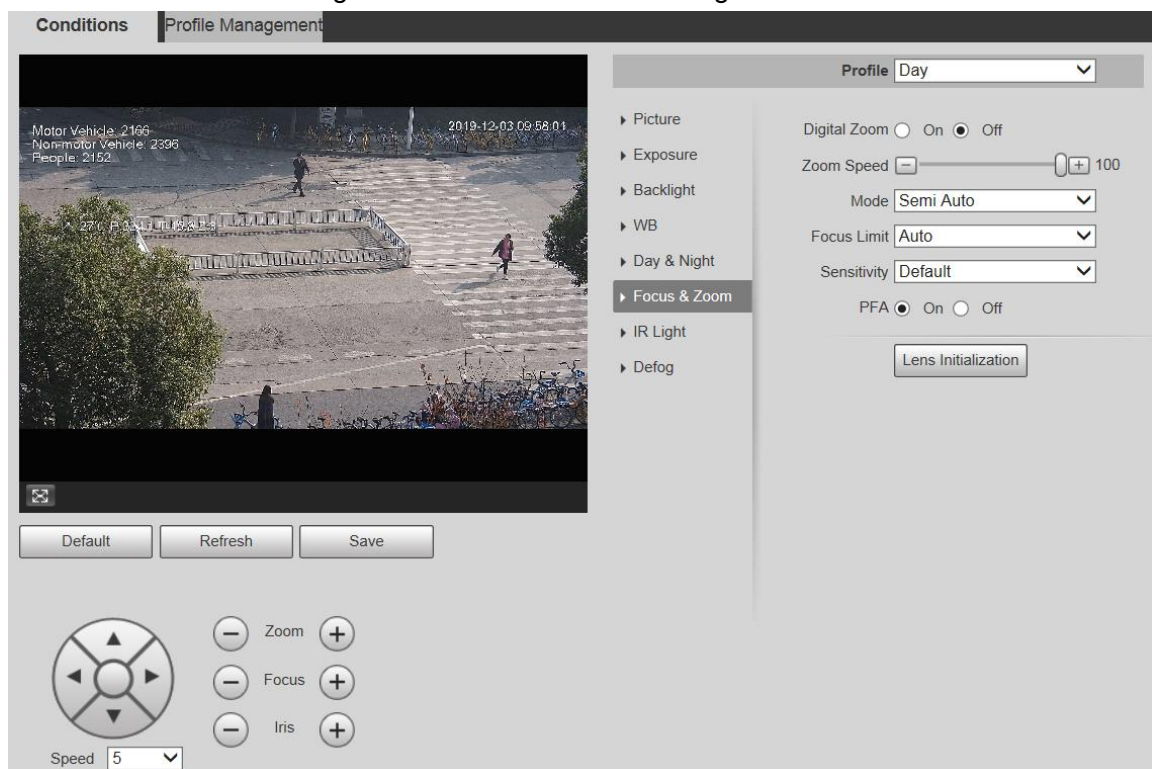 Conditions
Profile Management
Motor Vehicle: 2166
Non-motor Vehicle: 2396
People: 2152
2019-12-03 09:58:01
Profile Day
Picture
Exposure
Backlight
WB
Day & Night
Focus & Zoom
IR Light
Defog
Digital Zoom On Off
Zoom Speed 100
Mode Semi Auto
Focus Limit Auto
Sensitivity Default
PFA On Off
Lens Initialization
Default
Refresh
Save
Zoom
Focus
Iris
Speed 5